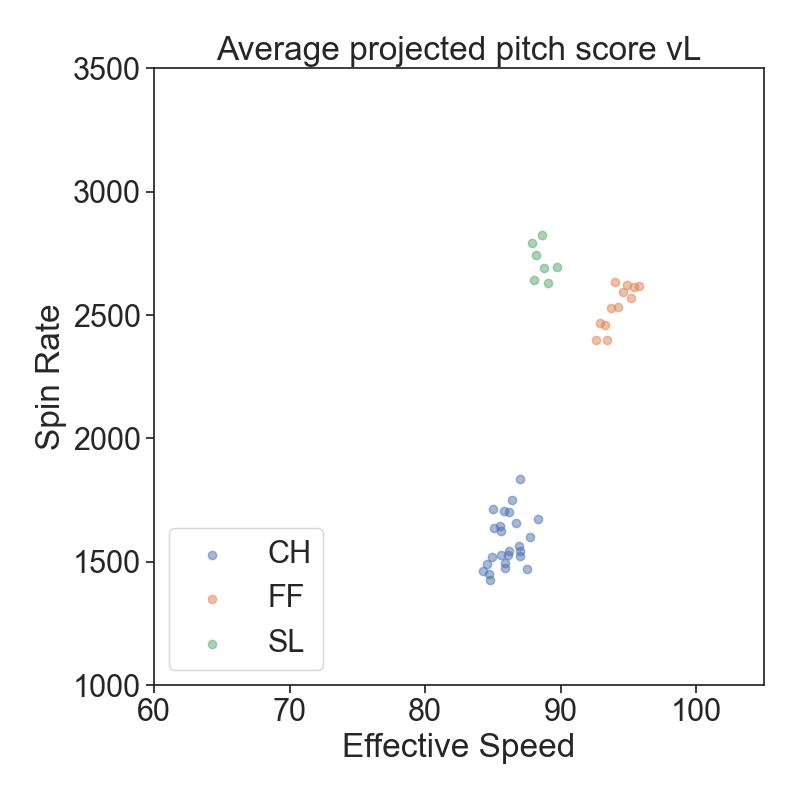 Average projected pitch score vL
3500
3000
2500
2000
1500
1000
Spin Rate
CH
FF
SL
60 70 80 90 100
Effective Speed